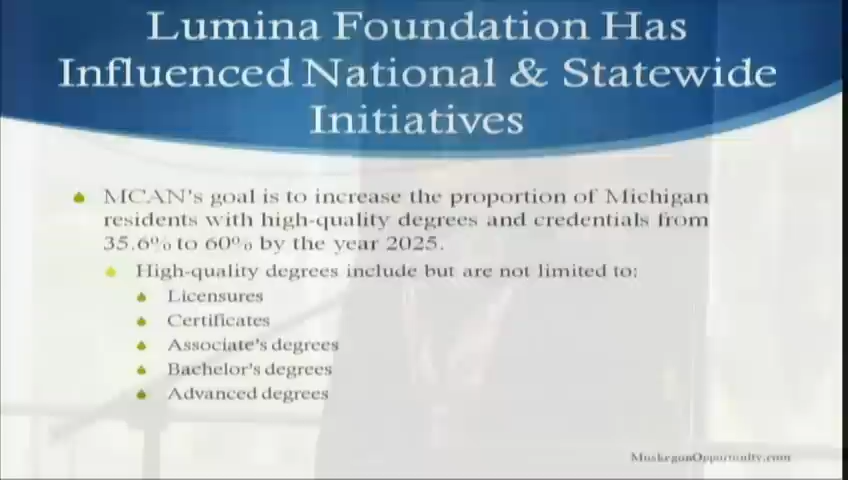 Lumina Foundation Has
Influenced National & Statewide
Initiatives
MCAN's goal is to increase the proportion of Michigan
residents with high-quality degrees and credentials from
35.6% to 60% by the year 2025.
High-quality degrees include but are not limited to:
Licensures
Certificates
Associate's degrees
Bachelor's degrees
Advanced degrees
MuskegonOpportunity.com